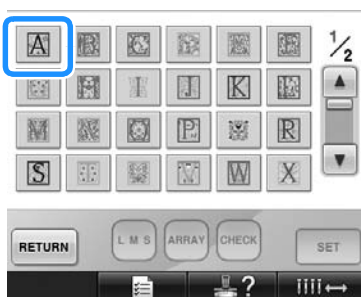 A B 1/2
H I J K
M N P R
S T V W X
RETURN L M S ARRAY CHECK SET
?